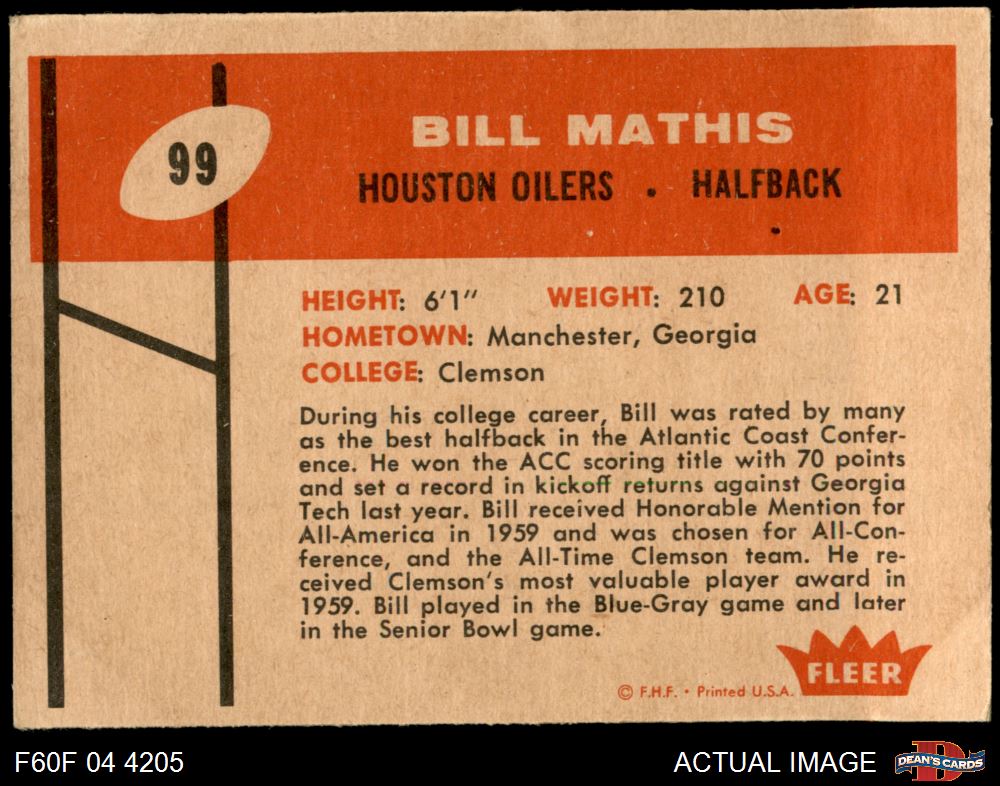 99
BILL MATHIS
HOUSTON OILERS . HALFBACK
HEIGHT: 6'1" WEIGHT: 210 AGE: 21
HOMETOWN: Manchester, Georgia
COLLEGE: Clemson
During his college career, Bill was rated by many
as the best halfback in the Atlantic Coast Confer-
ence. He won the ACC scoring title with 70 points
and set a record in kickoff returns against Georgia
Tech last year. Bill received Honorable Mention for
All-America in 1959 and was chosen for All-Con-
ference, and the All-Time Clemson team. He re-
ceived Clemson's most valuable player award in
1959. Bill played in the Blue-Gray game and later
in the Senior Bowl game.
FLEER
© F.H.F. • Printed U.S.A.
F60F 04 4205
ACTUAL IMAGE
D
DEAN'S CARDS